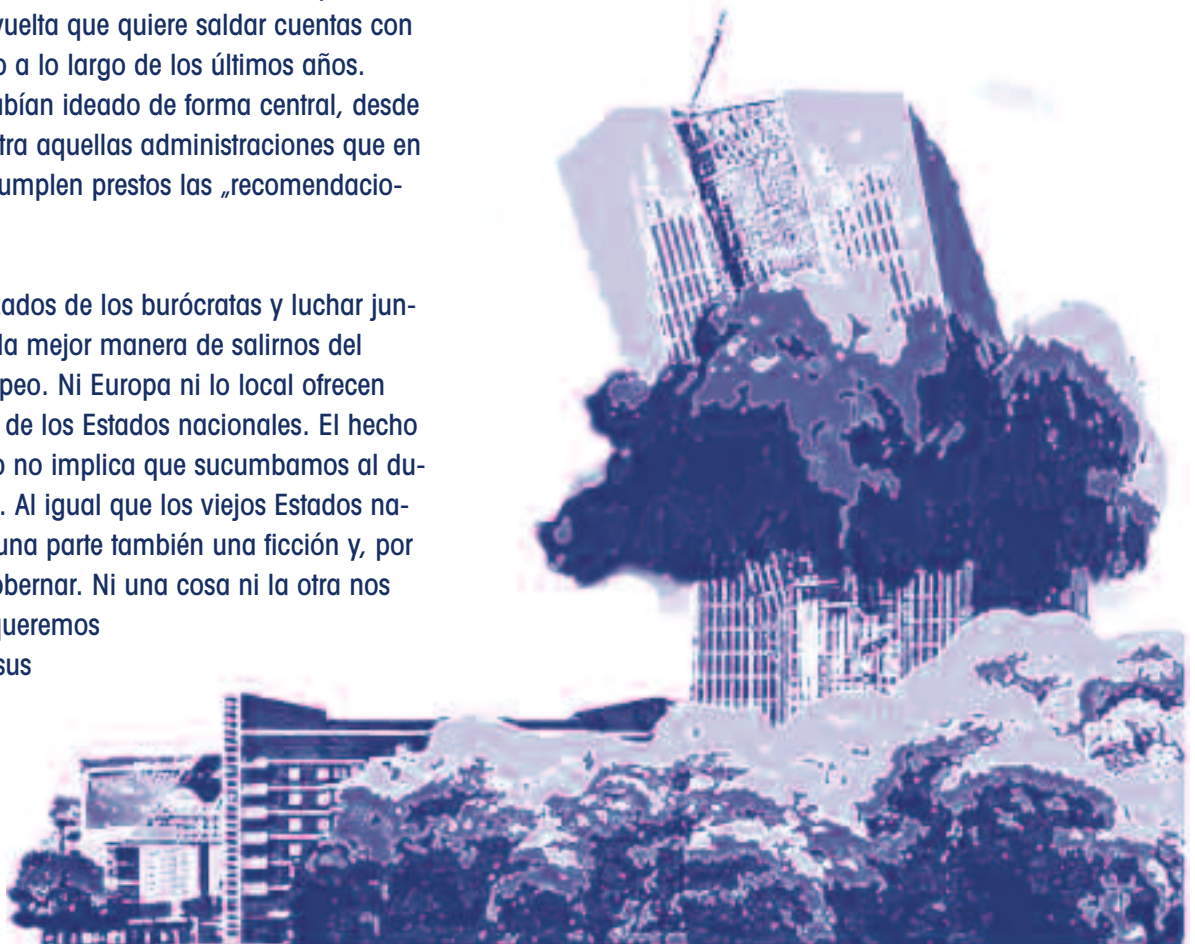 vuelta que quiere saldar cuentas con
o a lo largo de los últimos años.
abían ideado de forma central, desde
tra aquellas administraciones que en
umplen prestos las „recomendacio-
ados de los burócratas y luchar jun-
la mejor manera de salirnos del
peo. Ni Europa ni lo local ofrecen
de los Estados nacionales. El hecho
o no implica que sucumbamos al du-
. Al igual que los viejos Estados na-
una parte también una ficción y, por
obernar. Ni una cosa ni la otra nos
queremos
sus